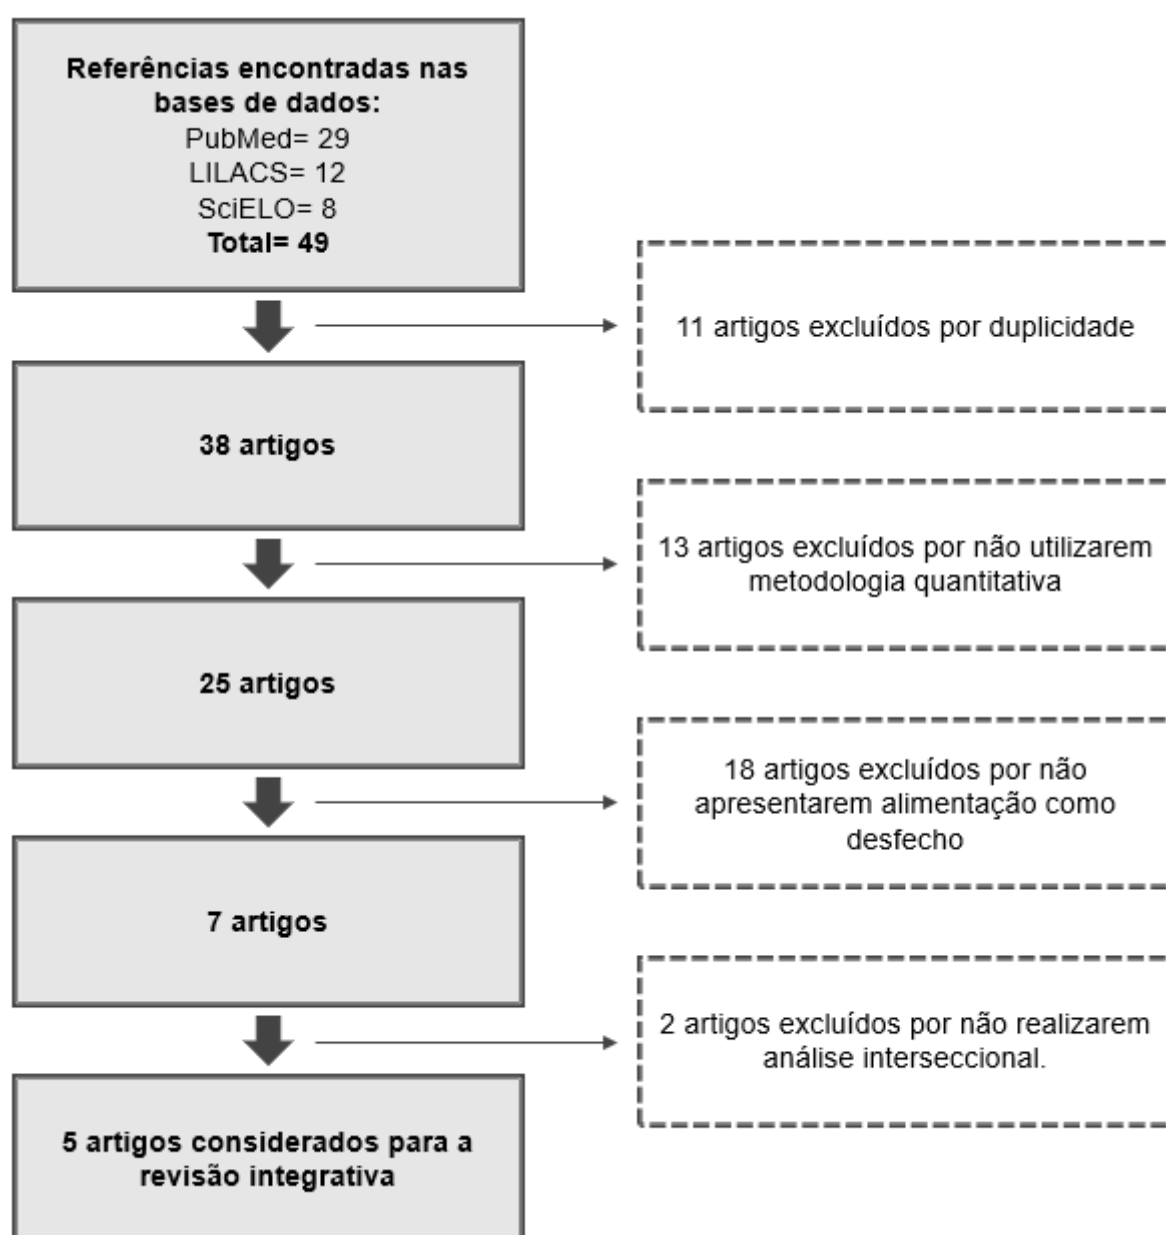 Referências encontradas nas
bases de dados:
PubMed= 29
LILACS= 12
SciELO= 8
Total= 49
11 artigos excluídos por duplicidade
38 artigos
13 artigos excluídos por não utilizarem
metodologia quantitativa
25 artigos
18 artigos excluídos por não
apresentarem alimentação como
desfecho
7 artigos
2 artigos excluídos por não realizarem
análise interseccional.
5 artigos considerados para a
revisão integrativa